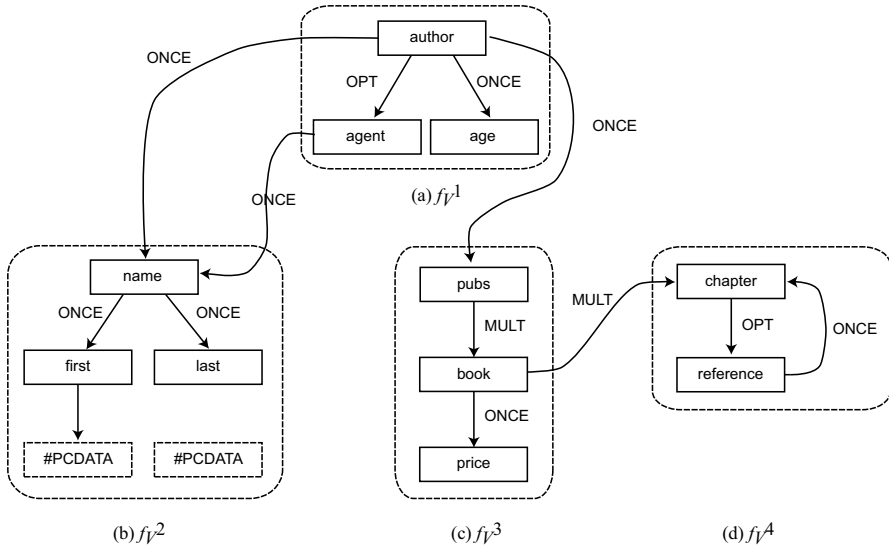 author
ONCE
OPT
ONCE
ONCE
agent
age
(a) fV1
ONCE
name
pubs
chapter
MULT
ONCE
ONCE
MULT
OPT
ONCE
first
last
book
reference
ONCE
#PCDATA
#PCDATA
price
(b) fV2
(c) fV3
(d) fV4